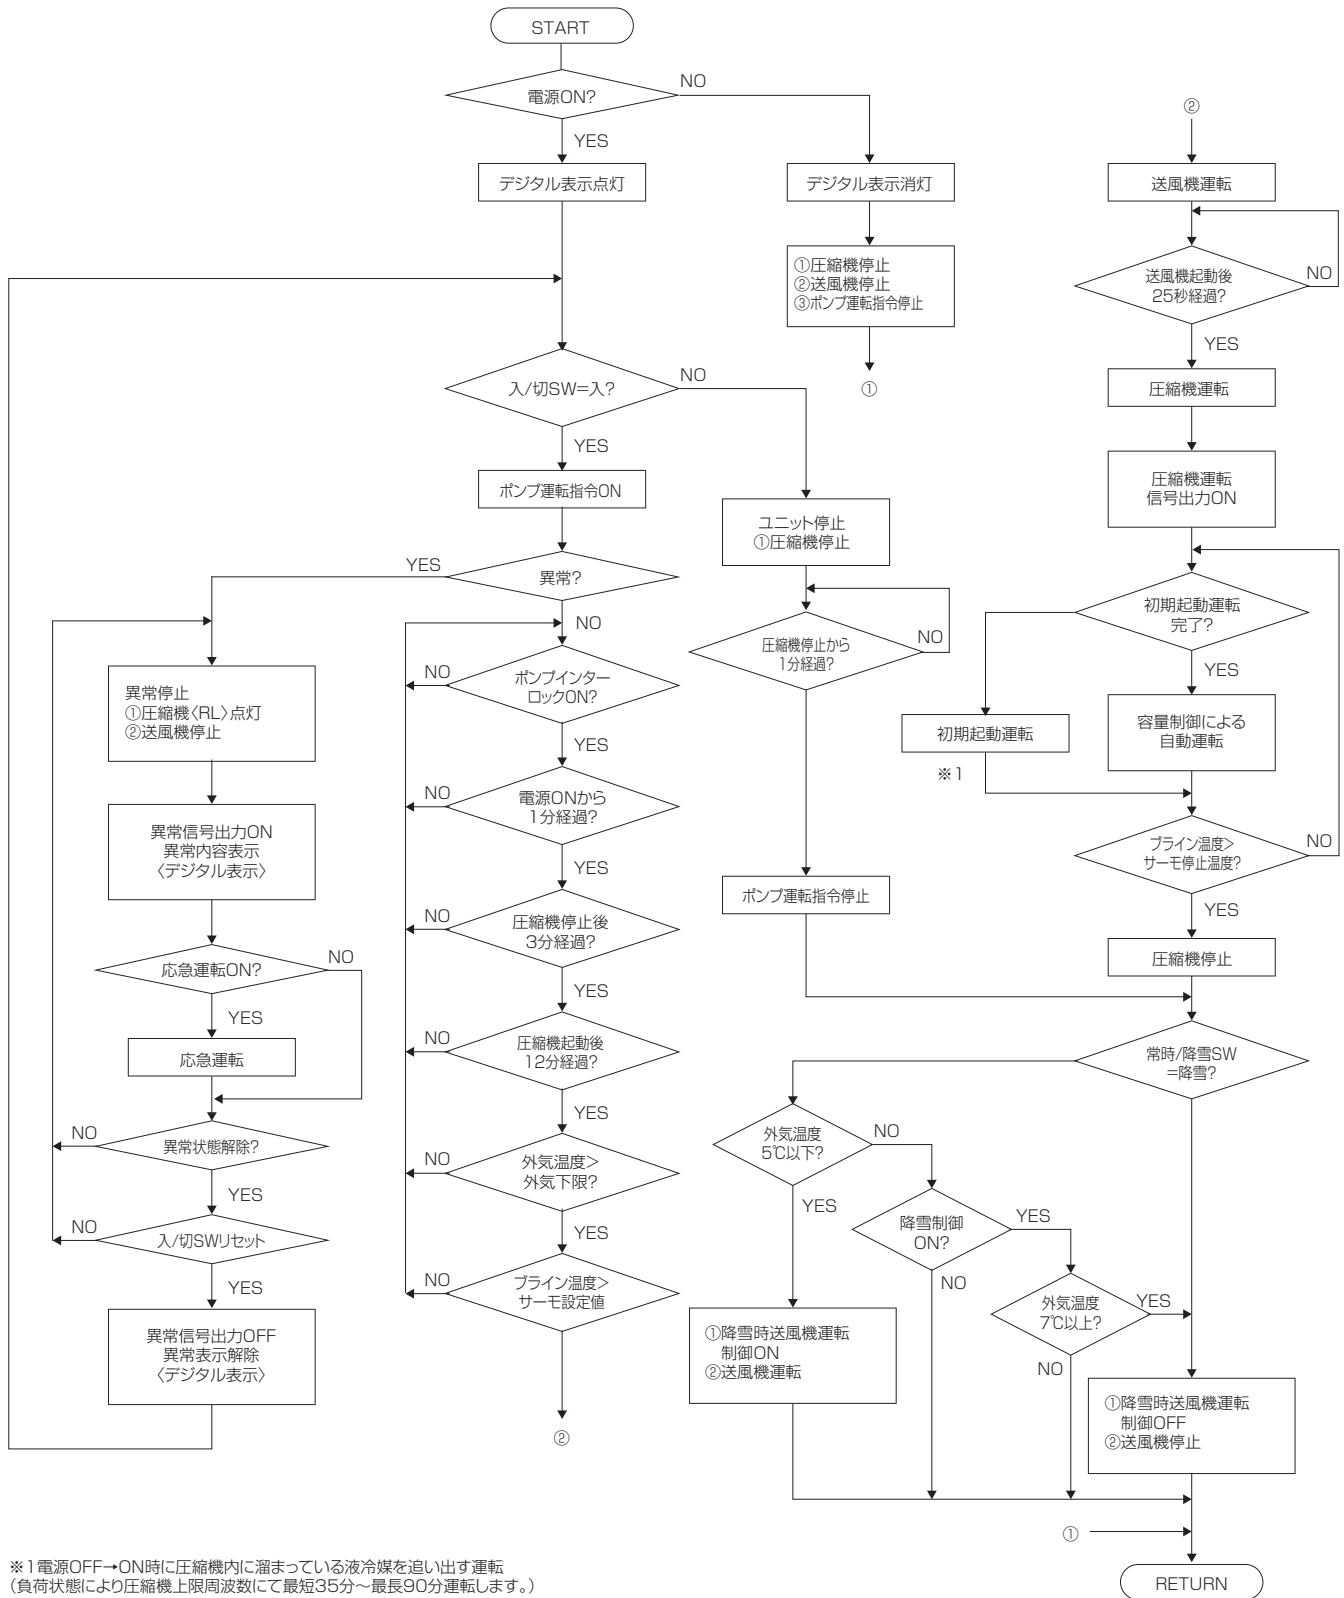 START
電源ON?
NO
YES
デジタル表示点灯
デジタル表示消灯
①圧縮機停止
②送風機停止
③ポンプ運転指令停止
①
入/切SW=入?
NO
YES
ポンプ運転指令ON
異常?
YES
NO
異常停止
①圧縮機〈RL〉点灯
②送風機停止
異常信号出力ON
異常内容表示
〈デジタル表示〉
応急運転ON?
NO
YES
応急運転
異常状態解除?
NO
YES
入/切SWリセット
NO
YES
異常信号出力OFF
異常表示解除
〈デジタル表示〉
ポンプインター
ロックON?
NO
YES
電源ONから
1分経過?
NO
YES
圧縮機停止後
3分経過?
NO
YES
圧縮機起動後
12分経過?
NO
YES
外気温度>
外気下限?
NO
YES
ブライン温度>
サーモ設定値
NO
②
ユニット停止
①圧縮機停止
圧縮機停止から
1分経過?
NO
ポンプ運転指令停止
②
送風機運転
送風機起動後
25秒経過?
NO
YES
圧縮機運転
圧縮機運転
信号出力ON
初期起動運転
完了?
YES
初期起動運転
※1
容量制御による
自動運転
ブライン温度>
サーモ停止温度?
NO
YES
圧縮機停止
常時/降雪SW
=降雪?
外気温度
5℃以下?
NO
YES
降雪制御
ON?
YES
NO
外気温度
7℃以上?
YES
NO
①降雪時送風機運転
制御ON
②送風機運転
①降雪時送風機運転
制御OFF
②送風機停止
①
RETURN
※1電源OFF→ON時に圧縮機内に溜まっている液冷媒を追い出す運転
(負荷状態により圧縮機上限周波数にて最短35分～最長90分運転します。)